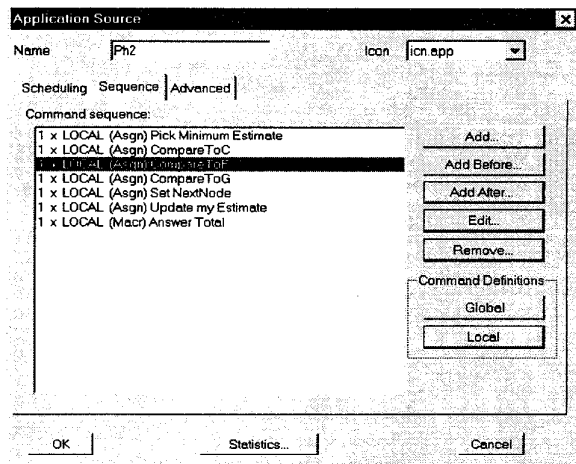 Application Source
Name Ph2 Icon icn.app
Scheduling Sequence Advanced
Command sequence:
1 x LOCAL (Asgn) Pick Minimum Estimate
1 x LOCAL (Asgn) CompareToC
1 x LOCAL (Asgn)
1 x LOCAL (Asgn) CompareToG
1 x LOCAL (Asgn) Set NextNode
1 x LOCAL (Asgn) Update my Estimate
1 x LOCAL (Macr) Answer Total
Add...
Add Before...
Add After...
Edit...
Remove...
Command Definitions
Global
Local
OK Statistics... Cancel